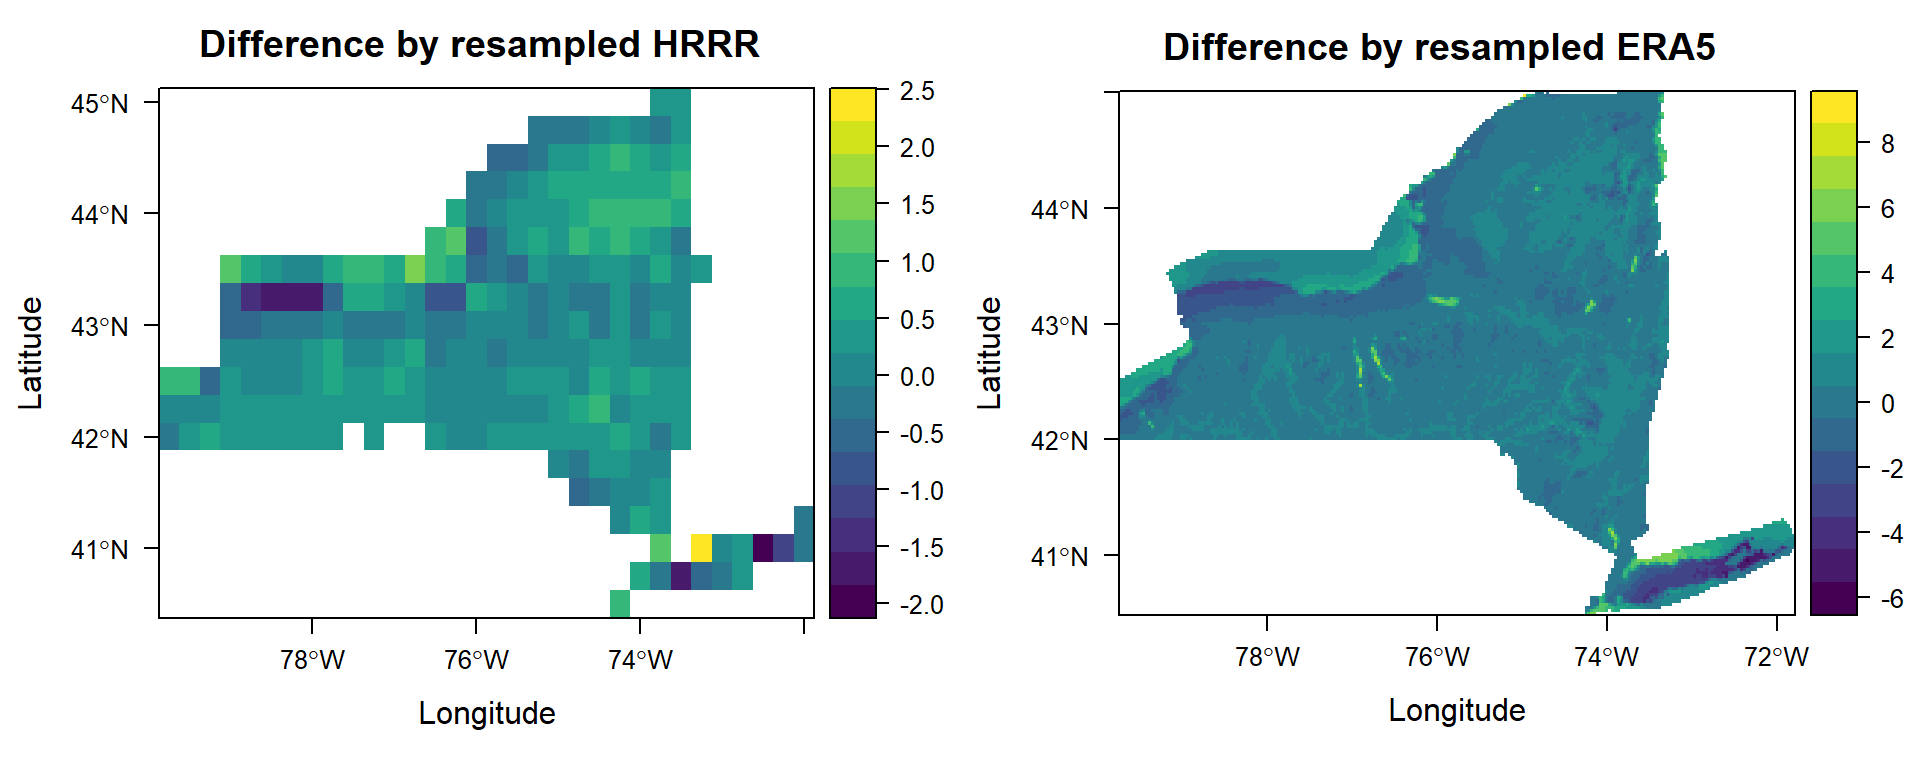 Difference by resampled HRRR
45°N
44°N
43°N
42°N
41°N
Latitude
78°W
76°W
74°W
Longitude
2.5
2.0
1.5
1.0
0.5
0.0
-0.5
-1.0
-1.5
-2.0
Difference by resampled ERA5
44°N
43°N
42°N
41°N
Latitude
78°W
76°W
74°W
72°W
Longitude
8
6
4
2
0
-2
-4
-6